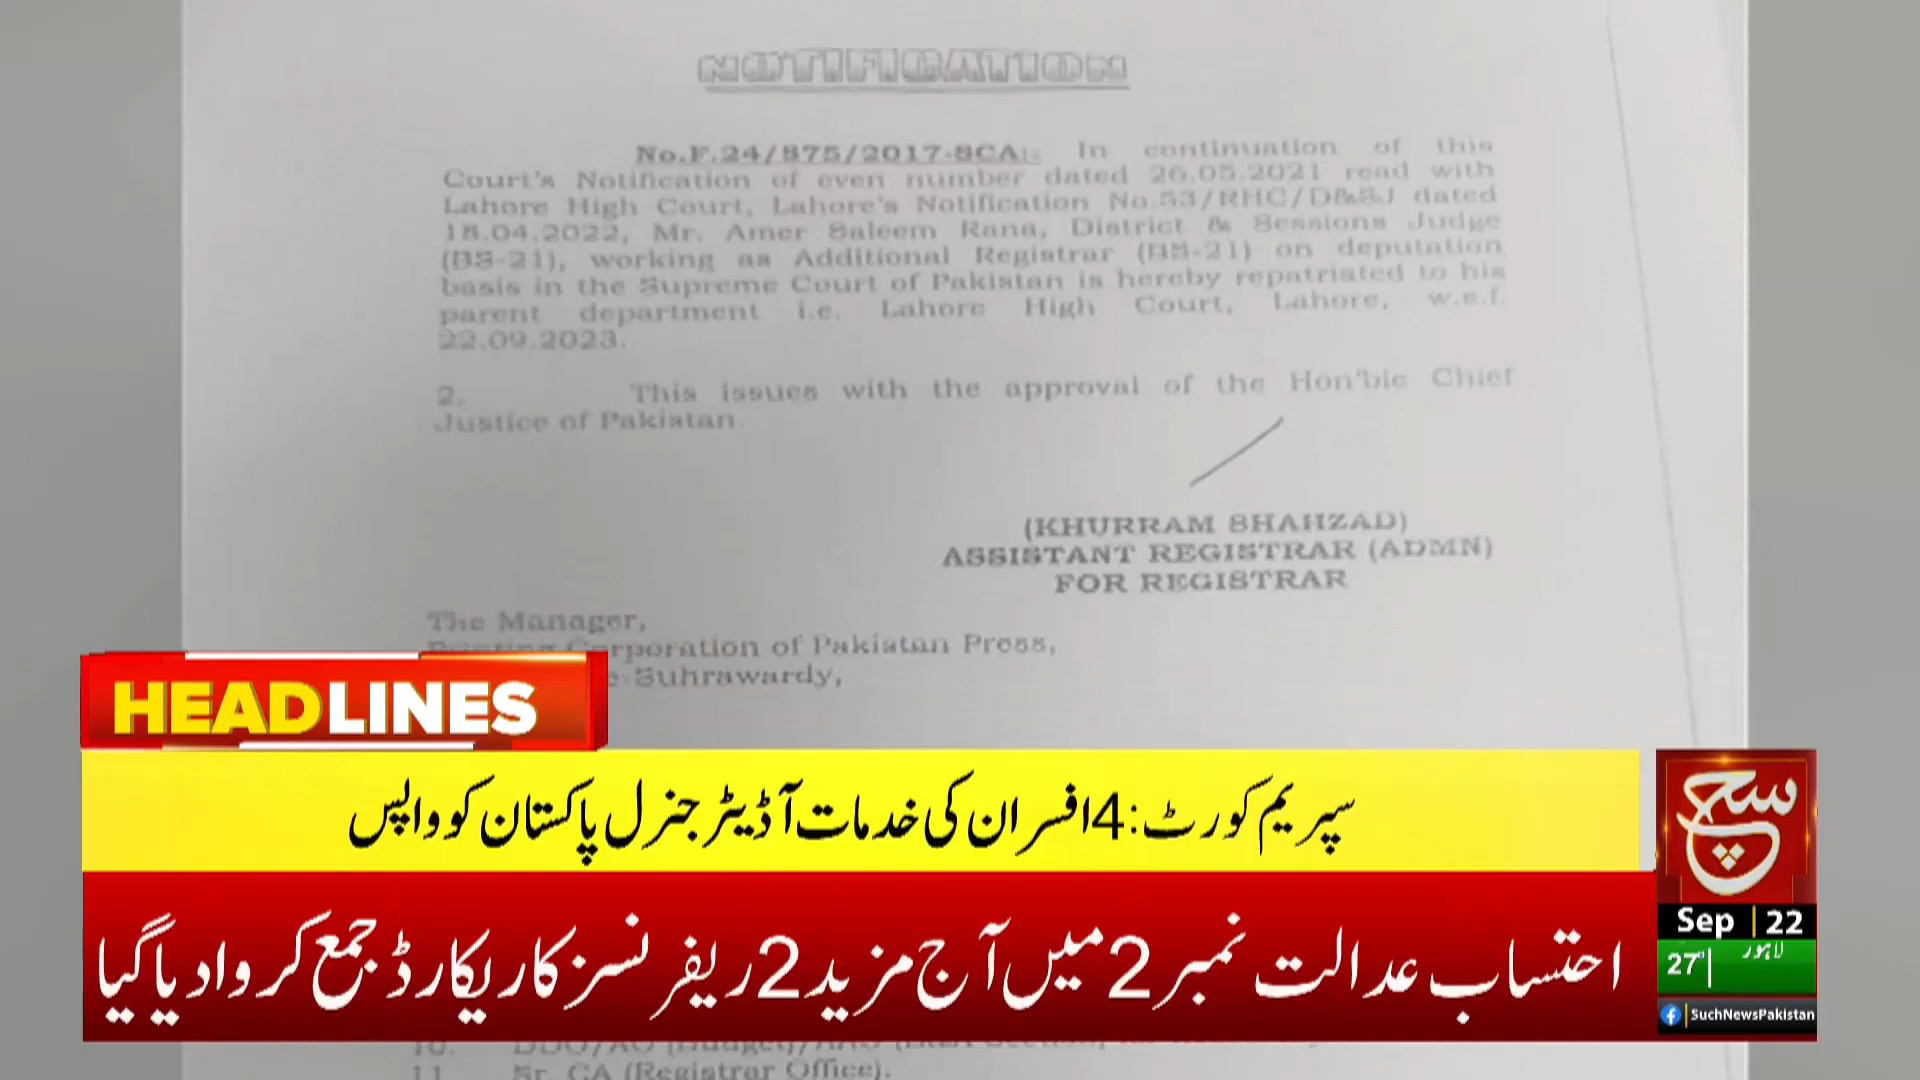 NOTIFICATION
No.F.24/875/2017-SCA:- In continuation of this
Court's Notification of even number dated 26.05.2021 read with
Lahore High Court, Lahore's Notification No.53/RHC/D&SJ dated
18.04.2022, Mr. Amer Saleem Rana, District & Sessions Judge
(BS-21), working as Additional Registrar (BS-21) on deputation
basis in the Supreme Court of Pakistan is hereby repatriated to his
parent department i.e. Lahore High Court, Lahore, w.e.f.
22.09.2023.
2. This issues with the approval of the Hon'ble Chief
Justice of Pakistan.
(KHURRAM SHAHZAD)
ASSISTANT REGISTRAR (ADMN)
FOR REGISTRAR
The Manager,
Printing Corporation of Pakistan Press,
Suhrawardy,
HEADLINES
سپریم کورٹ: 4 افسران کی خدمات آڈیٹر جنرل پاکستان کو واپس
احتساب عدالت نمبر 2 میں آج مزید 2 ریفرنسز کا ریکارڈ جمع کروا دیا گیا
سچ
Sep 22
27° لاہور
SuchNewsPakistan
11. Sr. CA (Registrar Office).